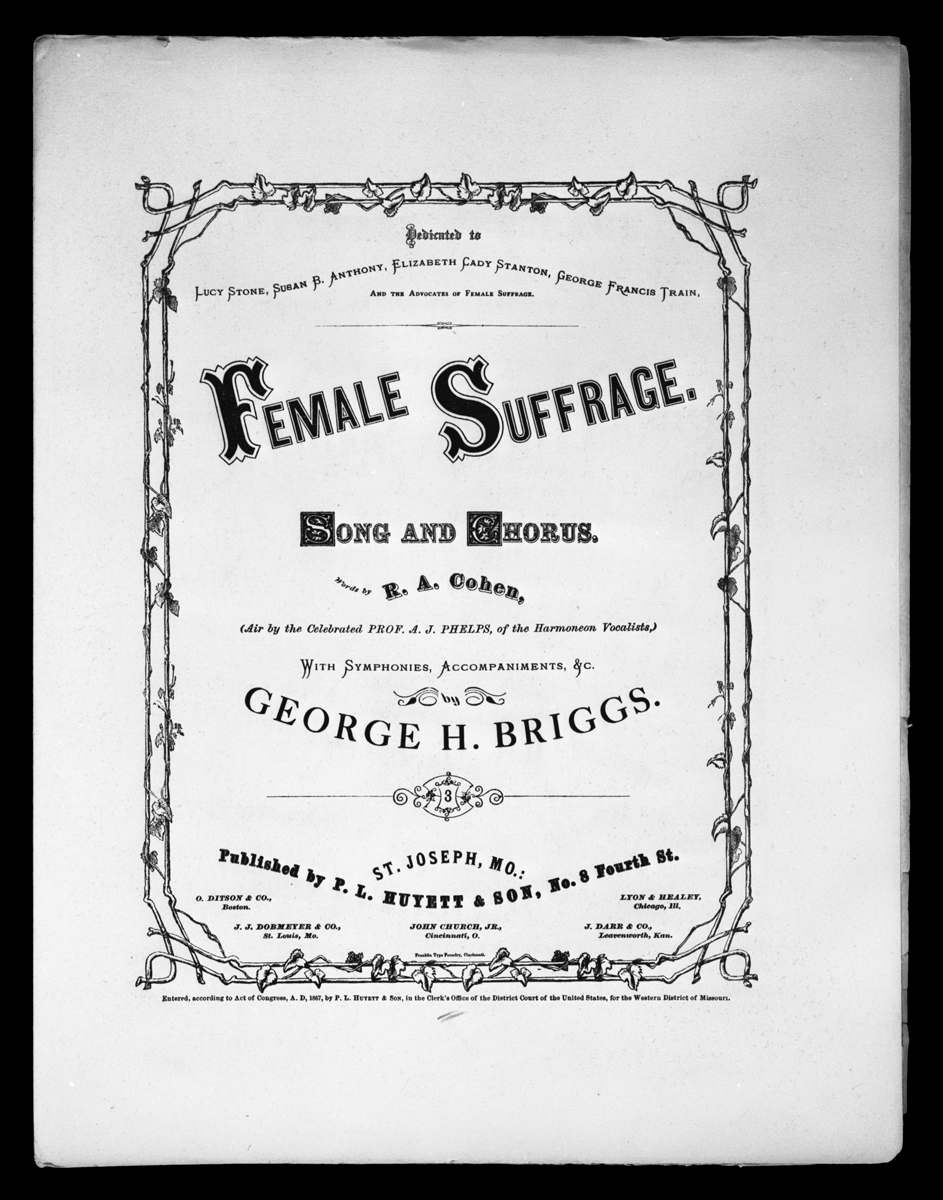 Dedicated to
Lucy Stone, Susan B. Anthony, Elizabeth Cady Stanton, George Francis Train,
And the Advocates of Female Suffrage.
Female Suffrage.
Song and Chorus.
Words by R. A. Cohen,
(Air by the Celebrated PROF. A. J. PHELPS, of the Harmoneon Vocalists,)
With Symphonies, Accompaniments, &c.
by
GEORGE H. BRIGGS.
3
ST. JOSEPH, MO.:
Published by P. L. HUYETT & SON, No. 8 Fourth St.
O. DITSON & CO.,
Boston.
LYON & HEALEY,
Chicago, Ill.
J. J. DOBMEYER & CO.,
St. Louis, Mo.
JOHN CHURCH, JR.,
Cincinnati, O.
J. DARR & CO.,
Leavenworth, Kan.
Franklin Type Foundry, Cincinnati.
Entered, according to Act of Congress, A. D, 1867, by P. L. Huyett & Son, in the Clerk's Office of the District Court of the United States, for the Western District of Missouri.